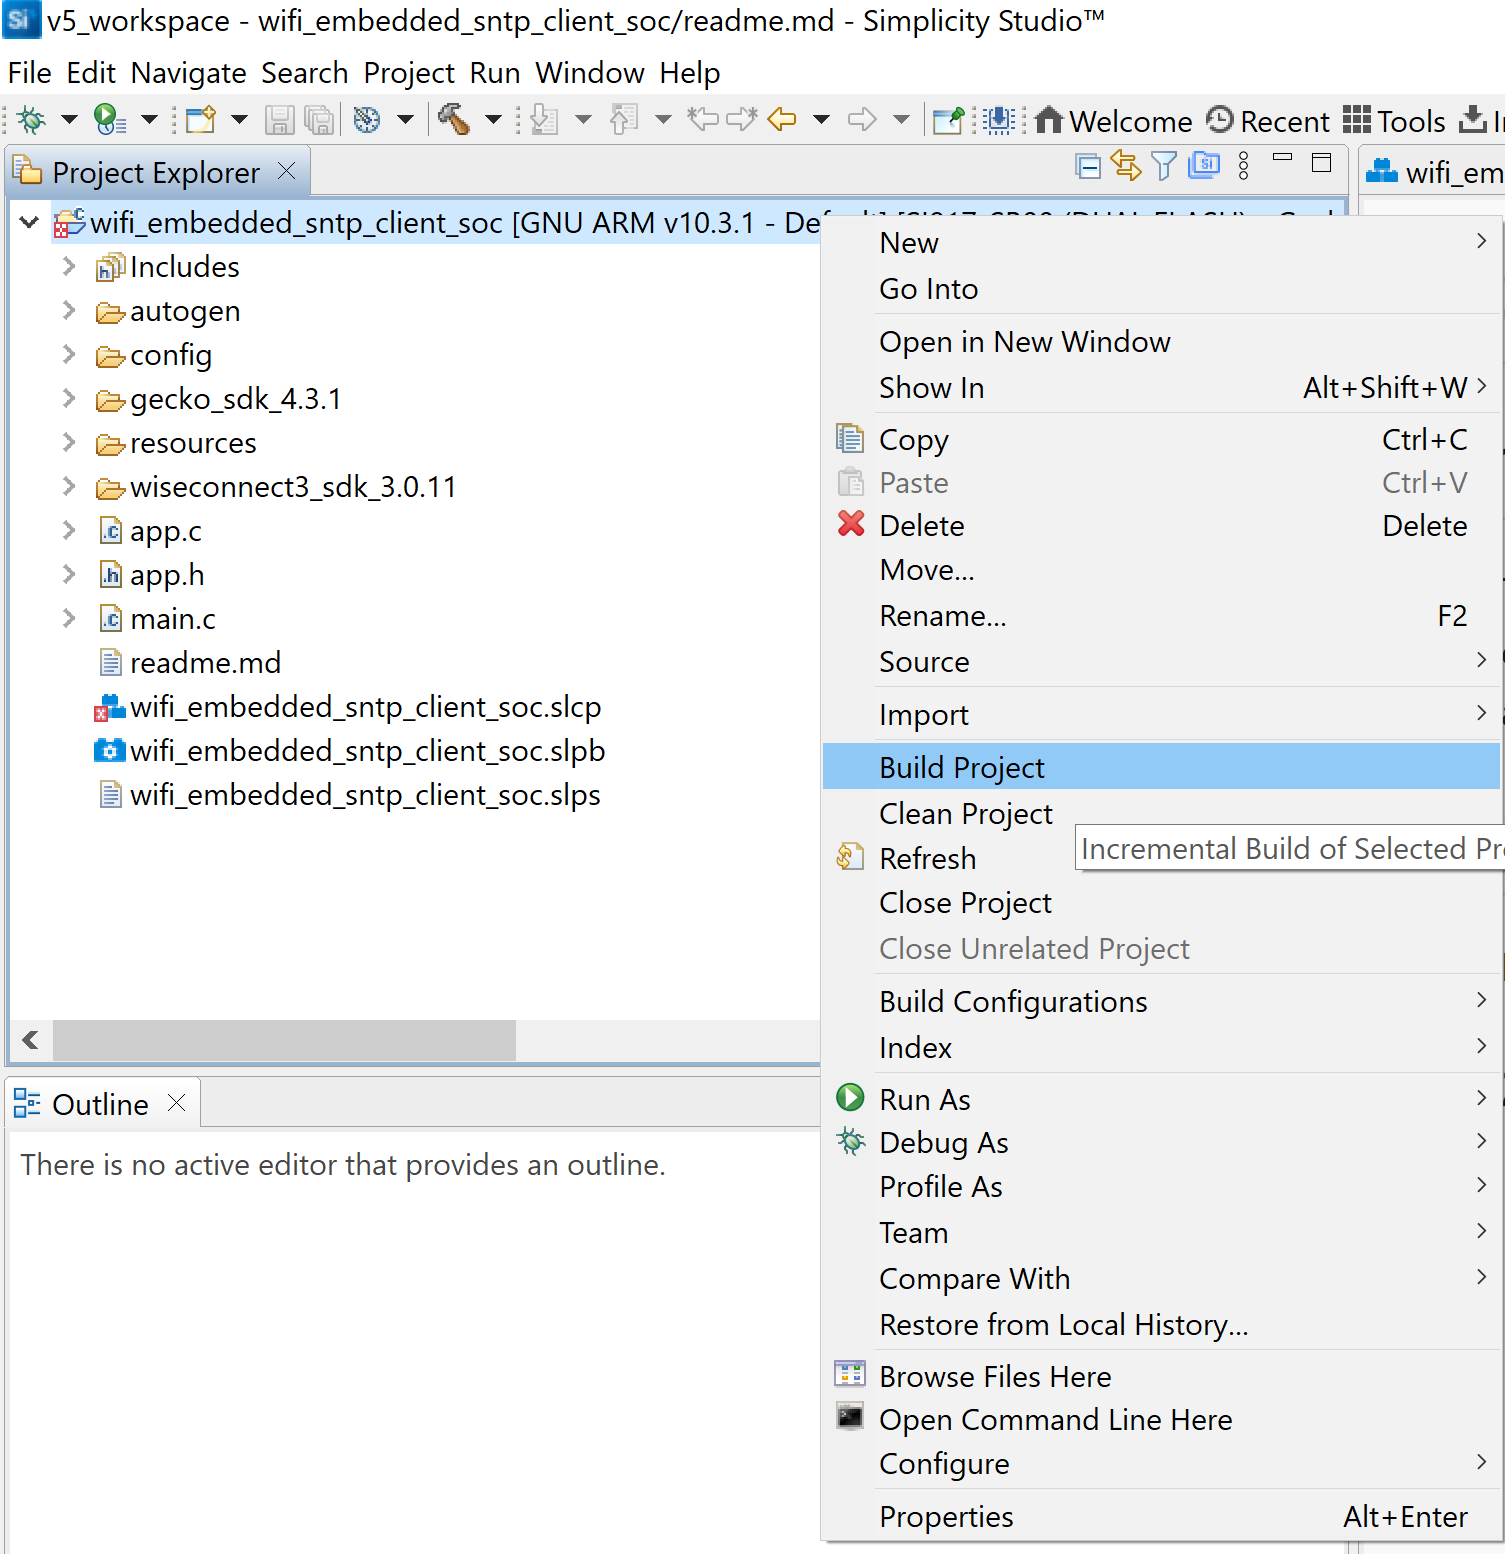 v5_workspace - wifi_embedded_sntp_client_soc/readme.md - Simplicity Studio™
File Edit Navigate Search Project Run Window Help
Welcome Recent Tools
Project Explorer
wifi_em
wifi_embedded_sntp_client_soc [GNU ARM v10.3.1 -
Includes
autogen
config
gecko_sdk_4.3.1
resources
wiseconnect3_sdk_3.0.11
app.c
app.h
main.c
readme.md
wifi_embedded_sntp_client_soc.slcp
wifi_embedded_sntp_client_soc.slpb
wifi_embedded_sntp_client_soc.slps
Outline
There is no active editor that provides an outline.
New
Go Into
Open in New Window
Show In Alt+Shift+W
Copy Ctrl+C
Paste Ctrl+V
Delete Delete
Move...
Rename... F2
Source
Import
Build Project
Clean Project
Incremental Build of Selected
Refresh
Close Project
Close Unrelated Project
Build Configurations
Index
Run As
Debug As
Profile As
Team
Compare With
Restore from Local History...
Browse Files Here
Open Command Line Here
Configure
Properties Alt+Enter